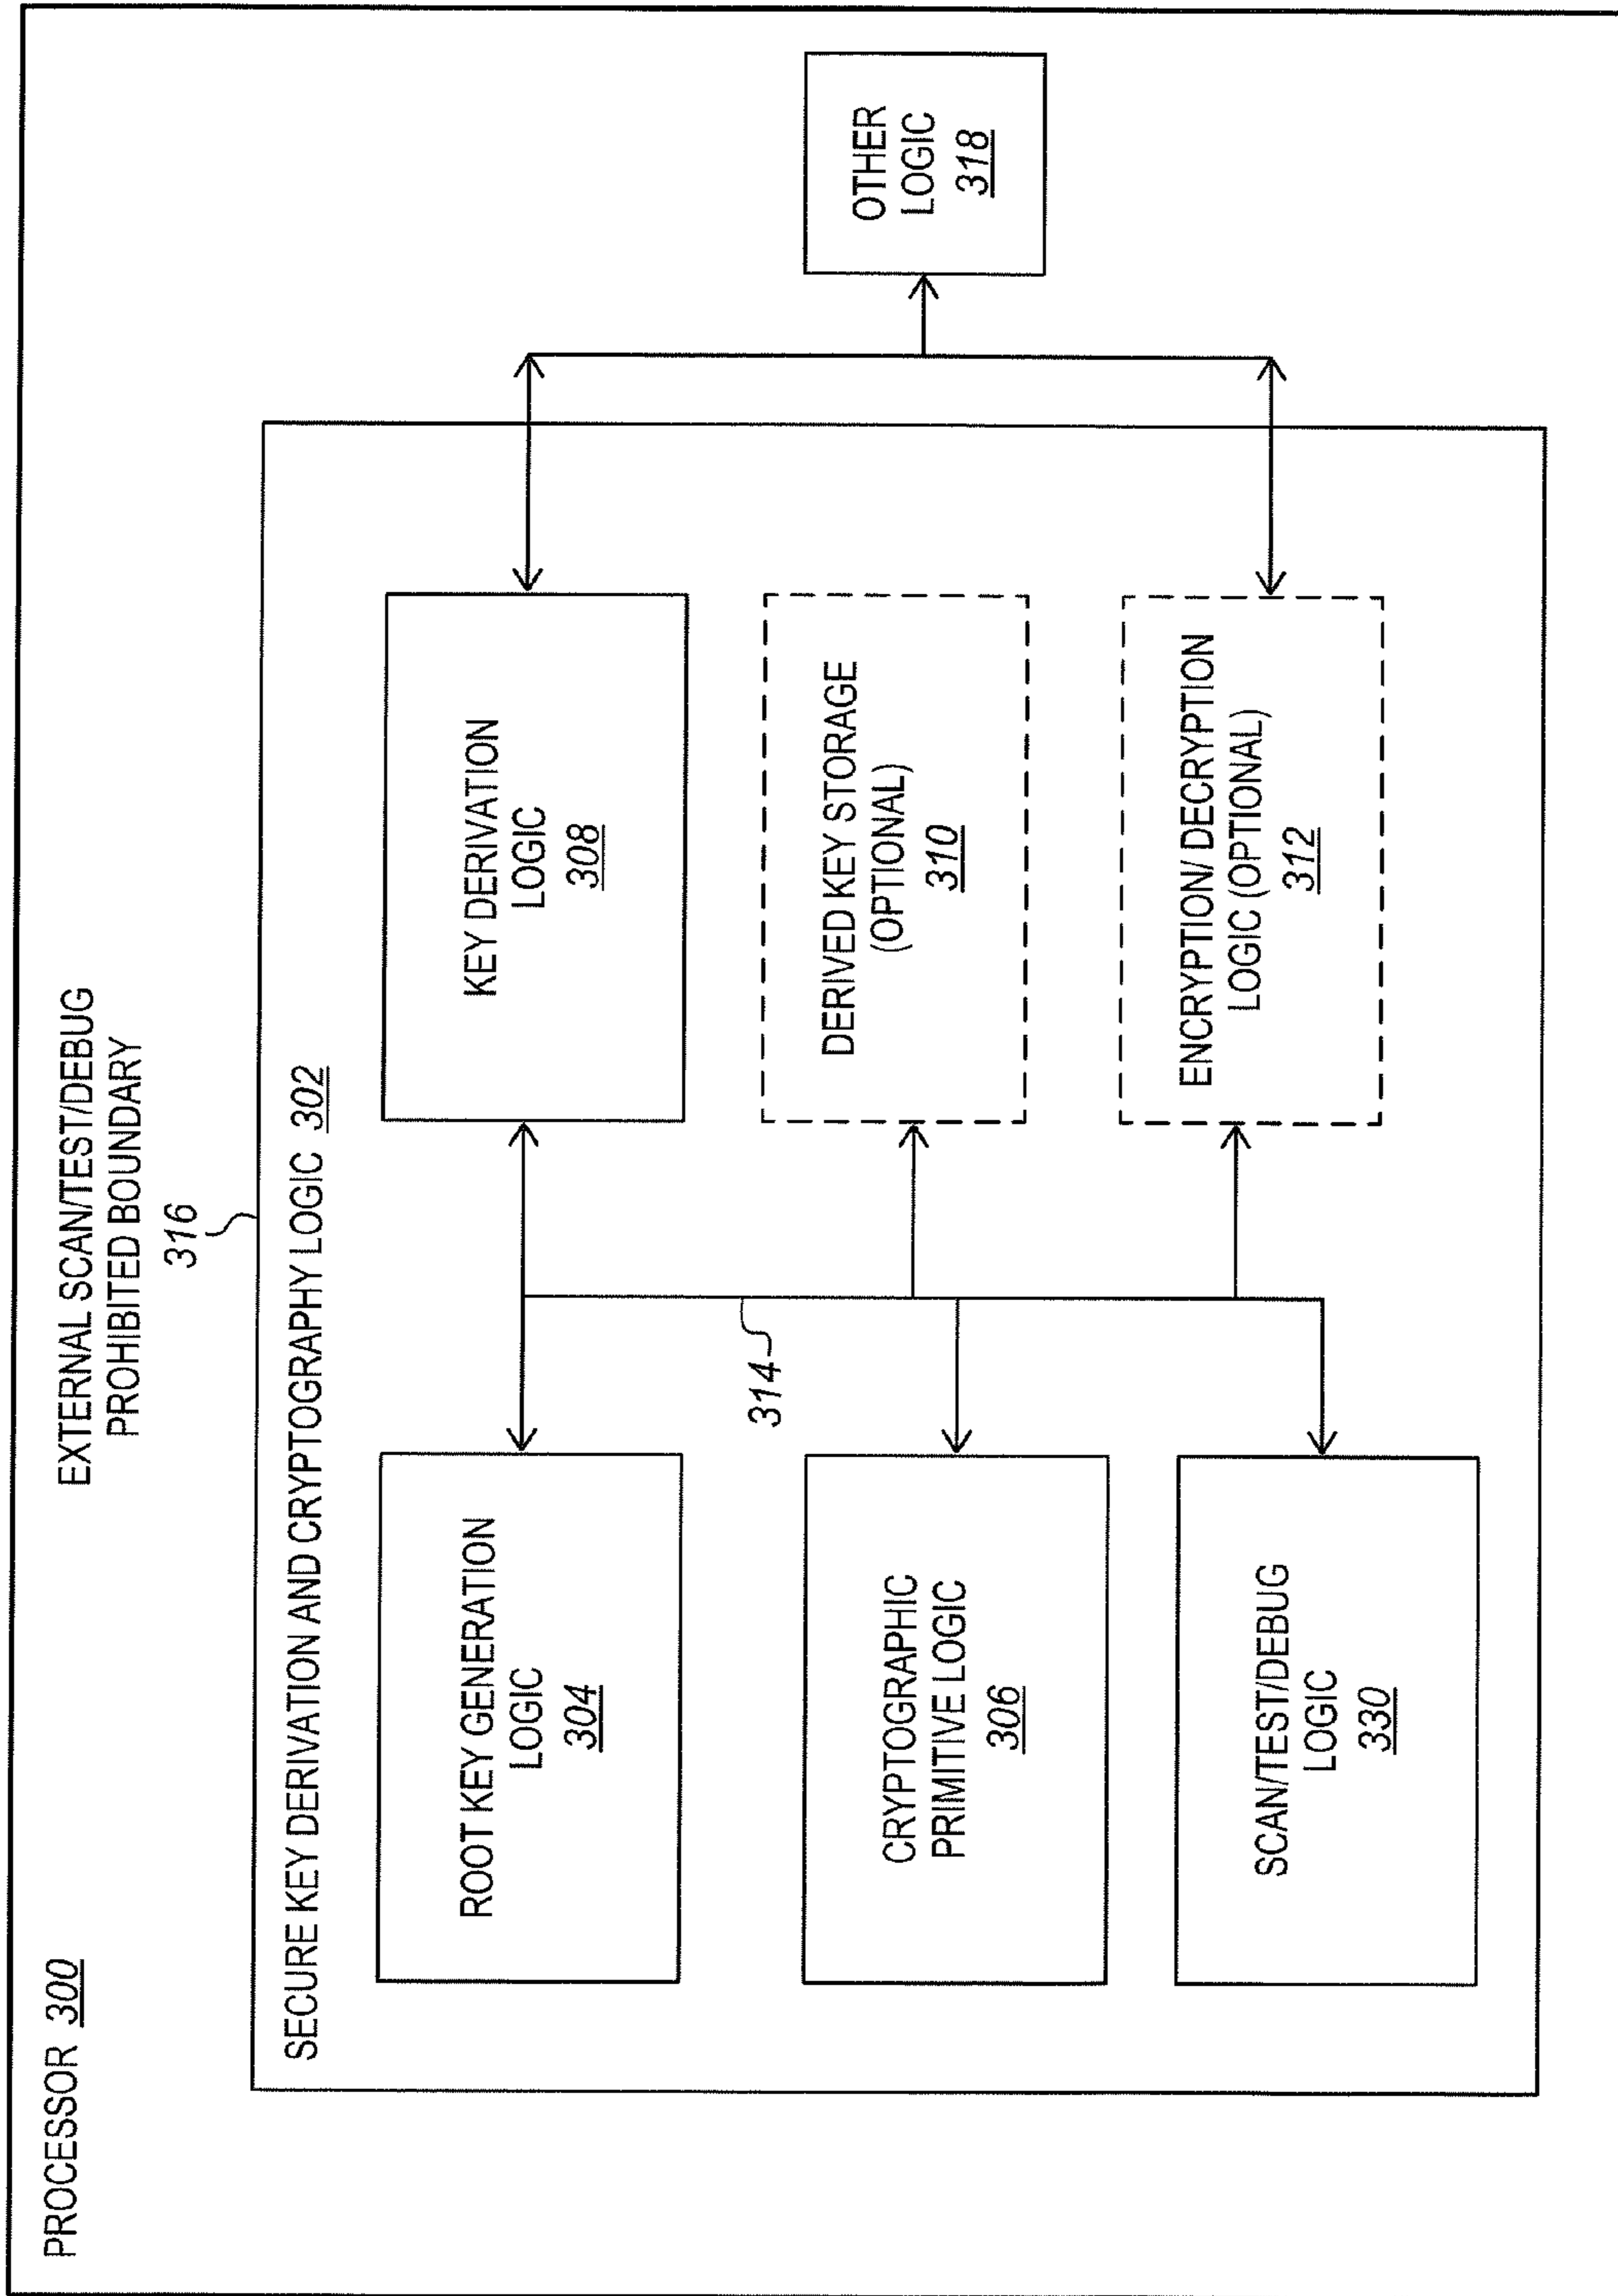 PROCESSOR 300
EXTERNAL SCAN/TEST/DEBUG
PROHIBITED BOUNDARY
316
SECURE KEY DERIVATION AND CRYPTOGRAPHY LOGIC 302
ROOT KEY GENERATION
LOGIC
304
KEY DERIVATION
LOGIC
308
CRYPTOGRAPHIC
PRIMITIVE LOGIC
306
314
DERIVED KEY STORAGE
(OPTIONAL)
310
SCAN/TEST/DEBUG
LOGIC
330
ENCRYPTION/ DECRYPTION
LOGIC (OPTIONAL)
312
OTHER
LOGIC
318